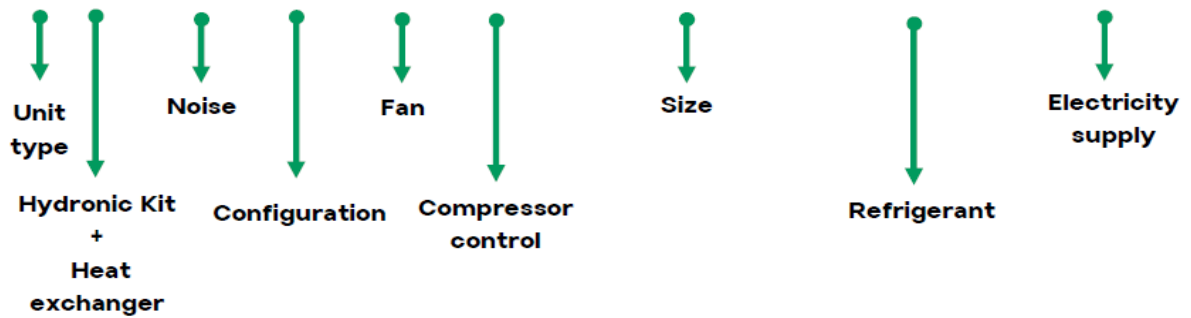 Unit
type
Hydronic Kit
+
Heat
exchanger
Noise
Configuration
Fan
Compressor
control
Size
Refrigerant
Electricity
supply